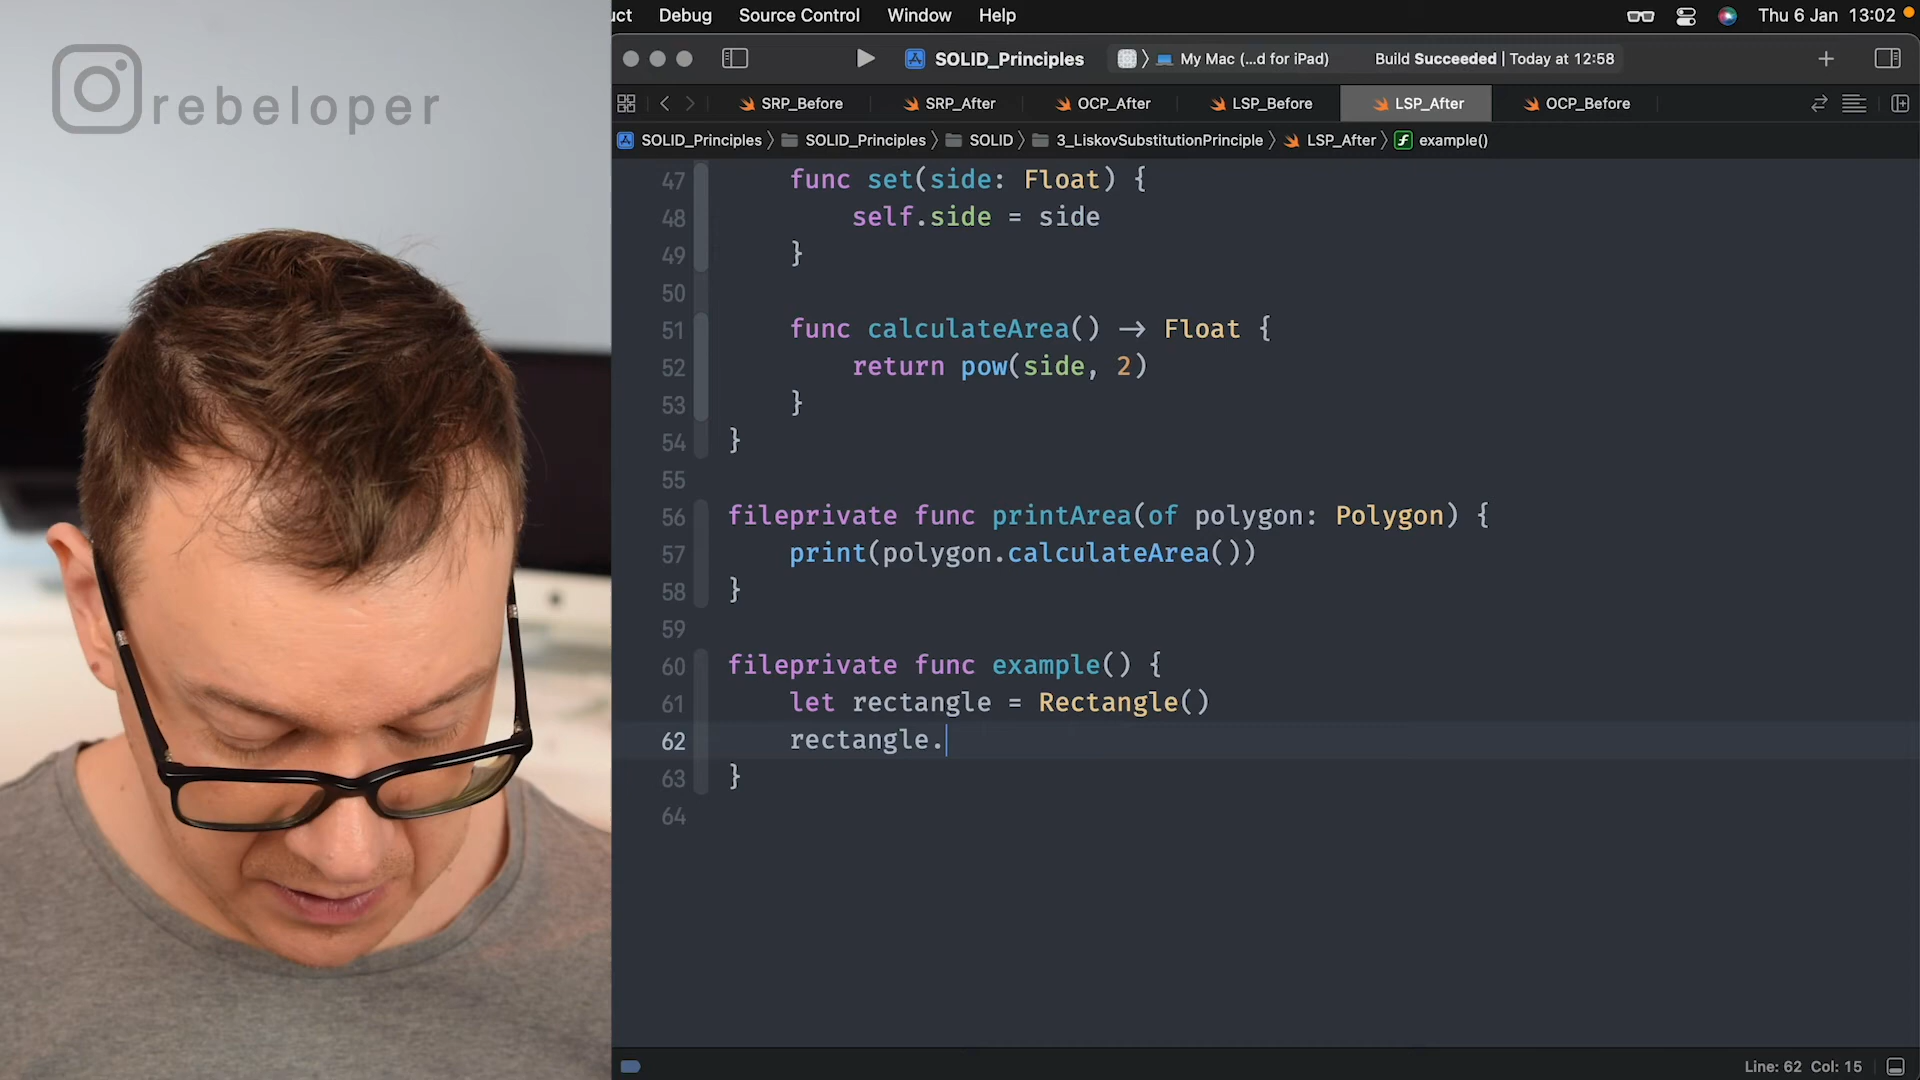 rebeloper
uct Debug Source Control Window Help Thu 6 Jan 13:02
SOLID_Principles My Mac (...d for iPad) Build Succeeded | Today at 12:58
SRP_Before SRP_After OCP_After LSP_Before LSP_After OCP_Before
SOLID_Principles SOLID_Principles SOLID 3_LiskovSubstitutionPrinciple LSP_After example()
47 func set(side: Float) {
48 self.side = side
49 }
50
51 func calculateArea() -> Float {
52 return pow(side, 2)
53 }
54 }
55
56 fileprivate func printArea(of polygon: Polygon) {
57 print(polygon.calculateArea())
58 }
59
60 fileprivate func example() {
61 let rectangle = Rectangle()
62 rectangle.
63 }
64
Line: 62 Col: 15